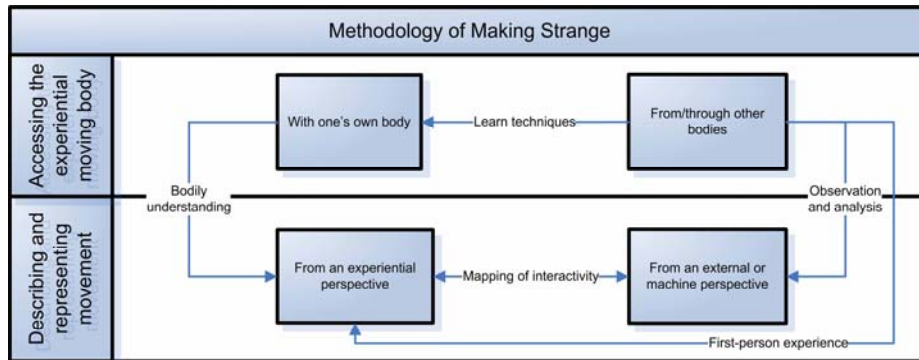 Methodology of Making Strange
Accessing the
experiential
moving body
With one's own body
Learn techniques
From/through other
bodies
Bodily
understanding
Observation
and analysis
Describing and
representing
movement
From an experiential
perspective
Mapping of interactivity
From an external or
machine perspective
First-person experience